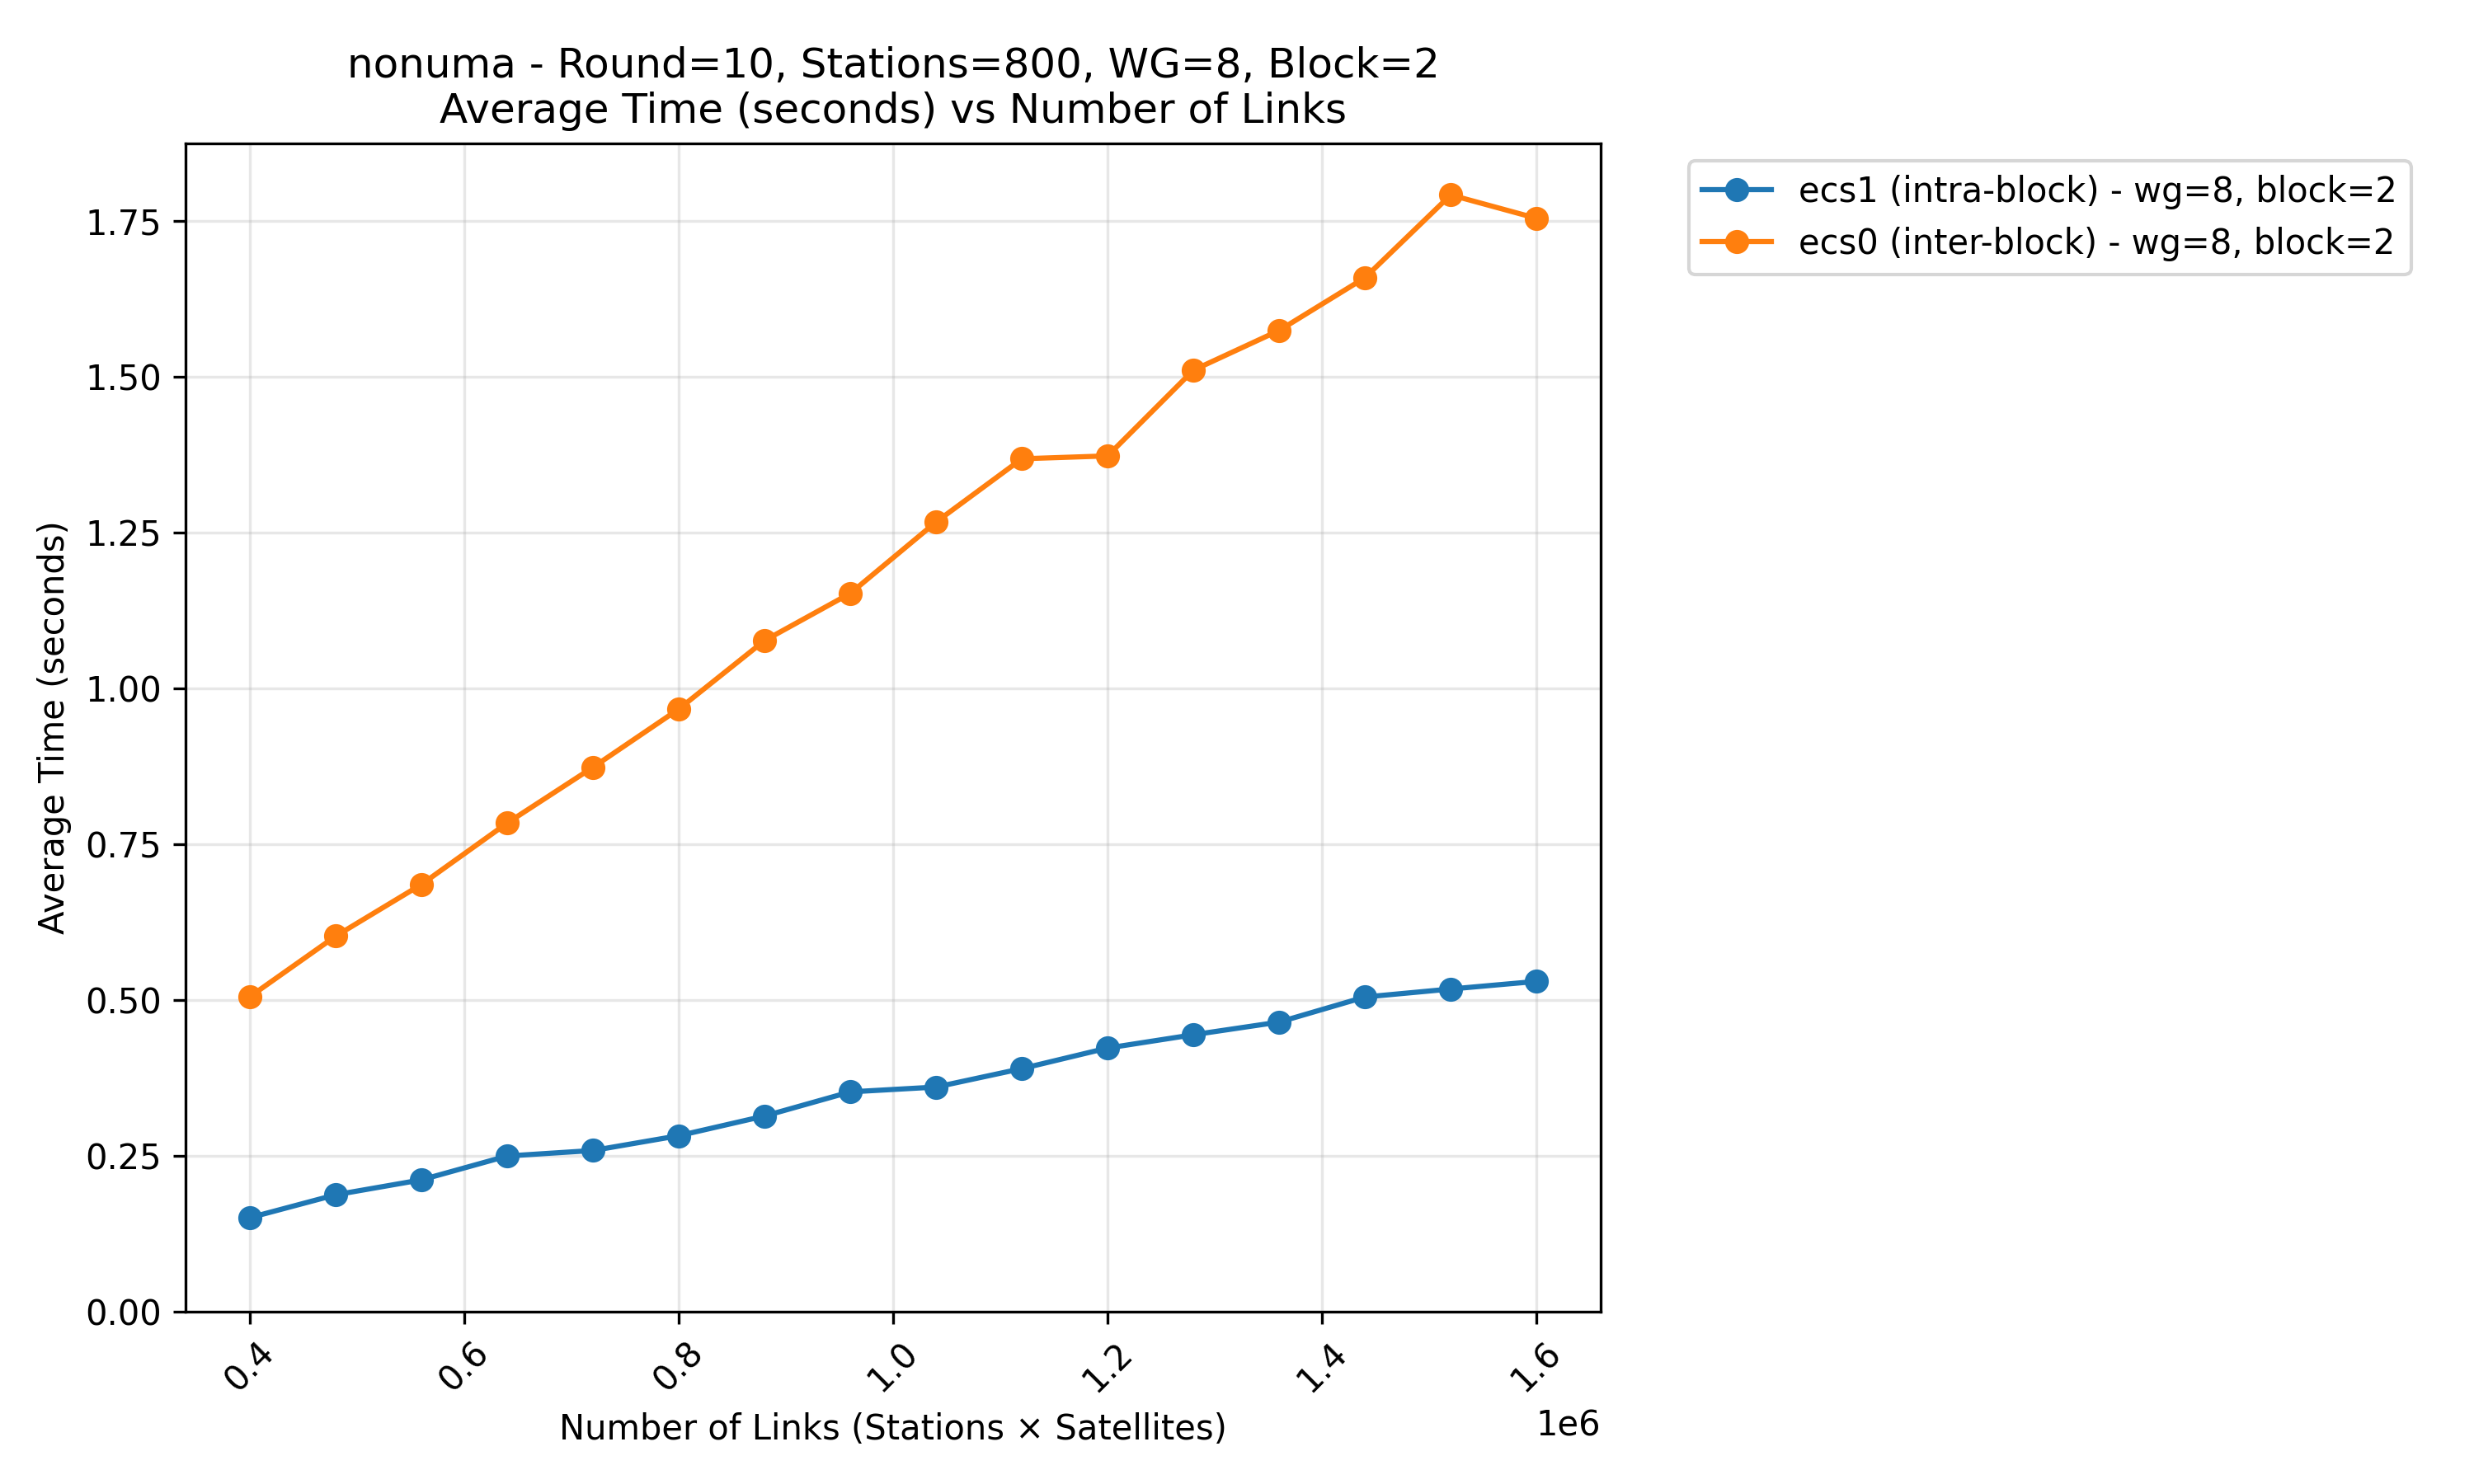 nonuma - Round=10, Stations=800, WG=8, Block=2
Average Time (seconds) vs Number of Links
ecs1 (intra-block) - wg=8, block=2
ecs0 (inter-block) - wg=8, block=2
Average Time (seconds)
1.75
1.50
1.25
1.00
0.75
0.50
0.25
0.00
0.4
0.6
0.8
1.0
1.2
1.4
1.6
1e6
Number of Links (Stations × Satellites)